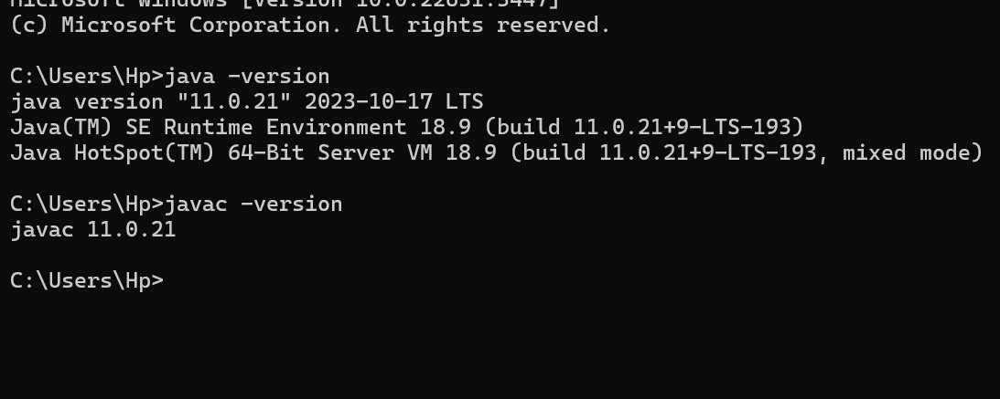 Microsoft Windows [Version 10.0.22631.3447]
(c) Microsoft Corporation. All rights reserved.
C:\Users\Hp>java -version
java version "11.0.21" 2023-10-17 LTS
Java(TM) SE Runtime Environment 18.9 (build 11.0.21+9-LTS-193)
Java HotSpot(TM) 64-Bit Server VM 18.9 (build 11.0.21+9-LTS-193, mixed mode)
C:\Users\Hp>javac -version
javac 11.0.21
C:\Users\Hp>